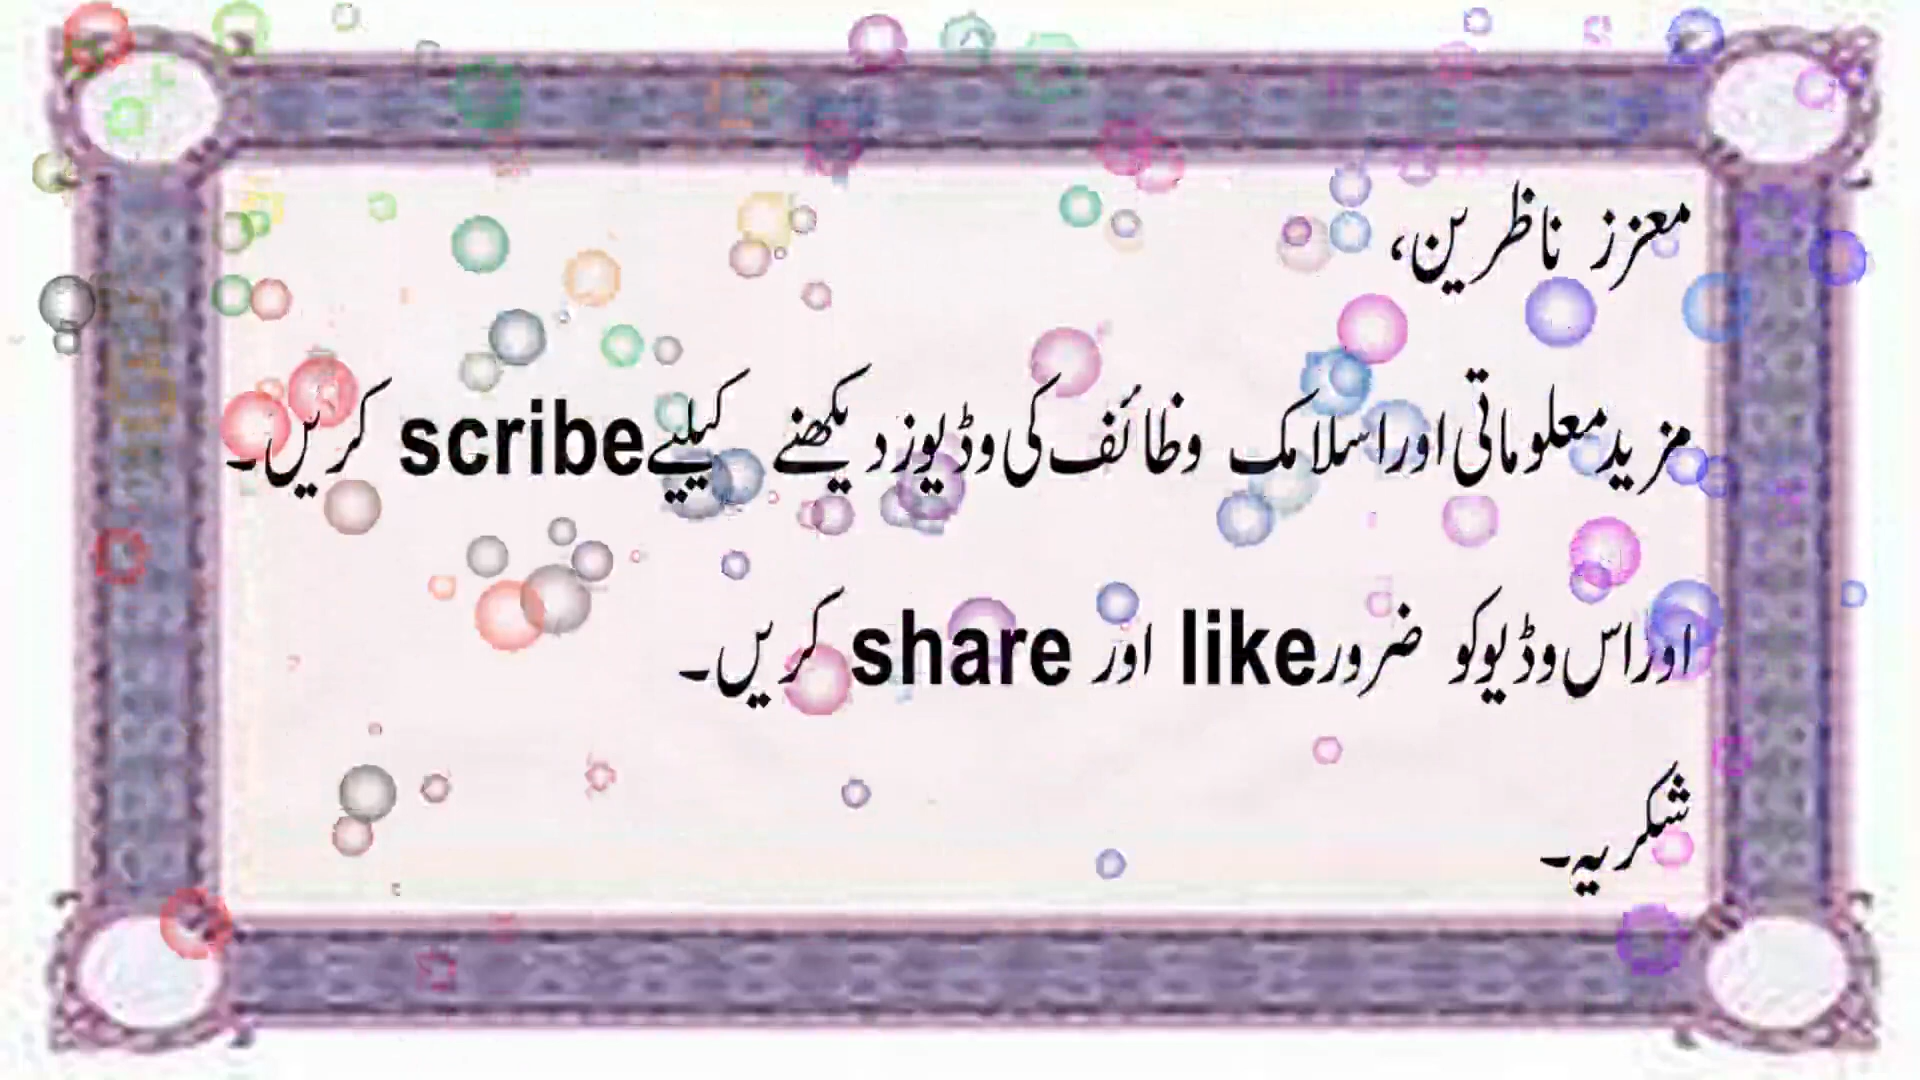 معزز ناظرین،
مزید معلوماتی اور اسلامک وظائف کی وڈیوز دیکھنے کیلیے scribe کریں۔
اور اس وڈیو کو ضرور like اور share کریں۔
شکریہ۔